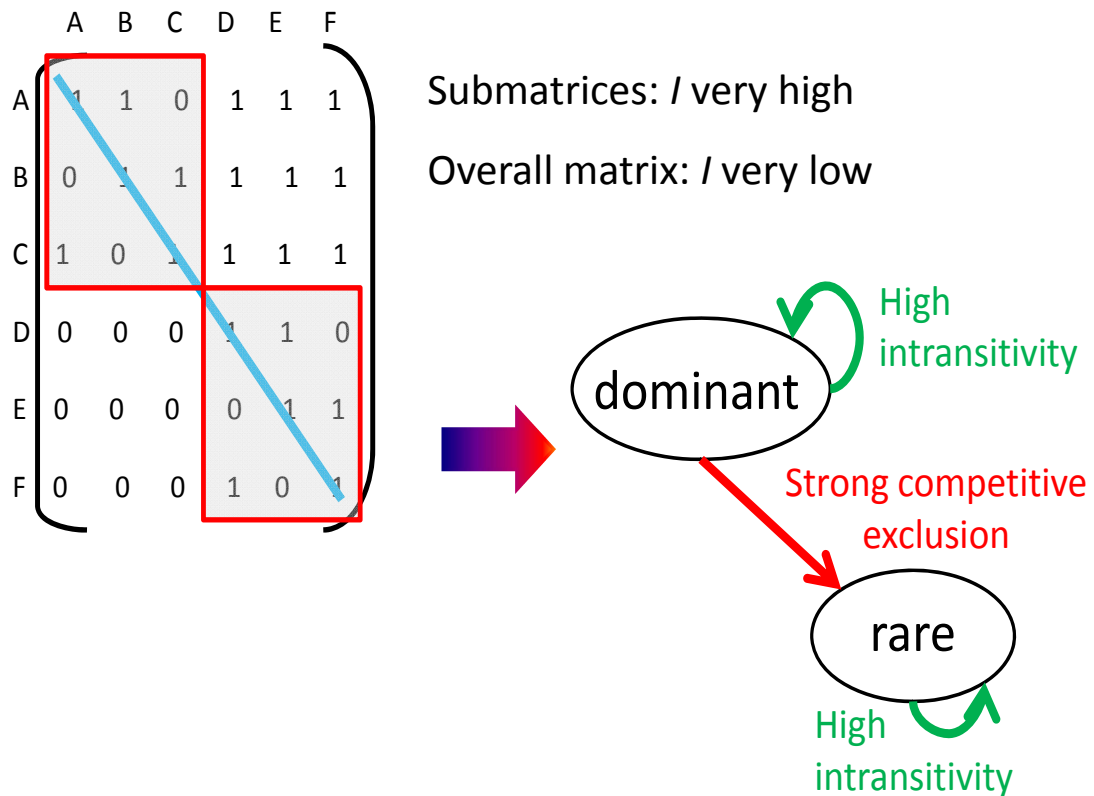 A B C D E F
A 1 1 0 1 1 1
B 0 1 1 1 1 1
C 1 0 1 1 1 1
D 0 0 0 1 1 0
E 0 0 0 0 1 1
F 0 0 0 1 0 1
Submatrices: I very high
Overall matrix: I very low
High
intransitivity
dominant
Strong competitive
exclusion
rare
High
intransitivity